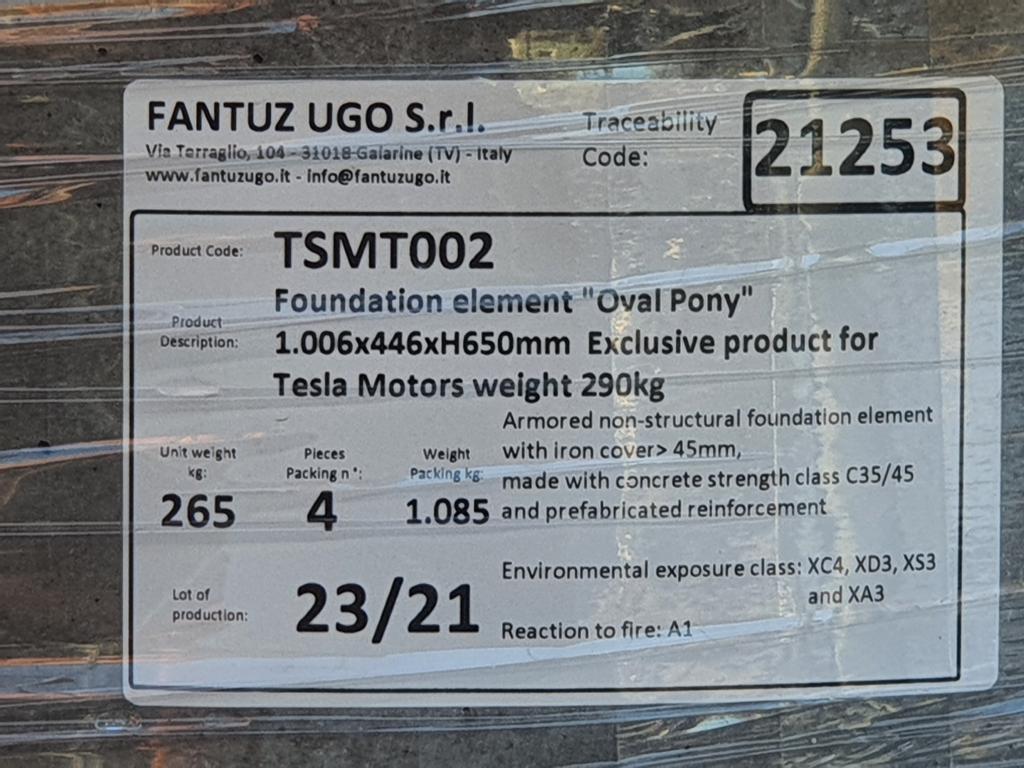 FANTUZ UGO S.r.l.
Via Terraglio, 104 - 31018 Gaiarine (TV) - Italy
www.fantuzugo.it - info@fantuzugo.it
Traceability
Code:
21253
Product Code:
TSMT002
Product
Description:
Foundation element "Oval Pony"
1.006x446xH650mm Exclusive product for
Tesla Motors weight 290kg
Unit weight
kg:
265
Pieces
Packing n°:
4
Weight
Packing kg:
1.085
Armored non-structural foundation element
with iron cover> 45mm,
made with concrete strength class C35/45
and prefabricated reinforcement
Lot of
production:
23/21
Environmental exposure class: XC4, XD3, XS3
and XA3
Reaction to fire: A1